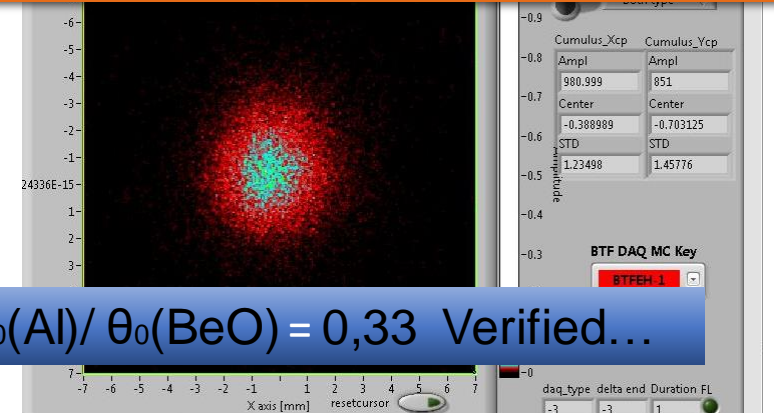 -6
-5
-4
-3
-2
-1
24336E-15
1
2
3
7
-7 -6 -5 -4 -3 -2 -1 1 2 3 4 5 6 7
X axis [mm] resetcursor
-0.9
-0.8
-0.7
-0.6
-0.5
-0.4
-0.3
-0
Amplitude
Cumulus_Xcp Cumulus_Ycp
Ampl Ampl
980.999 851
Center Center
-0.388989 -0.703125
STD STD
1.23498 1.45776
BTF DAQ MC Key
BTFEH-1
(Al)/ θ₀(BeO) = 0,33 Verified…
daq_type delta end Duration FL
-3 -3 1